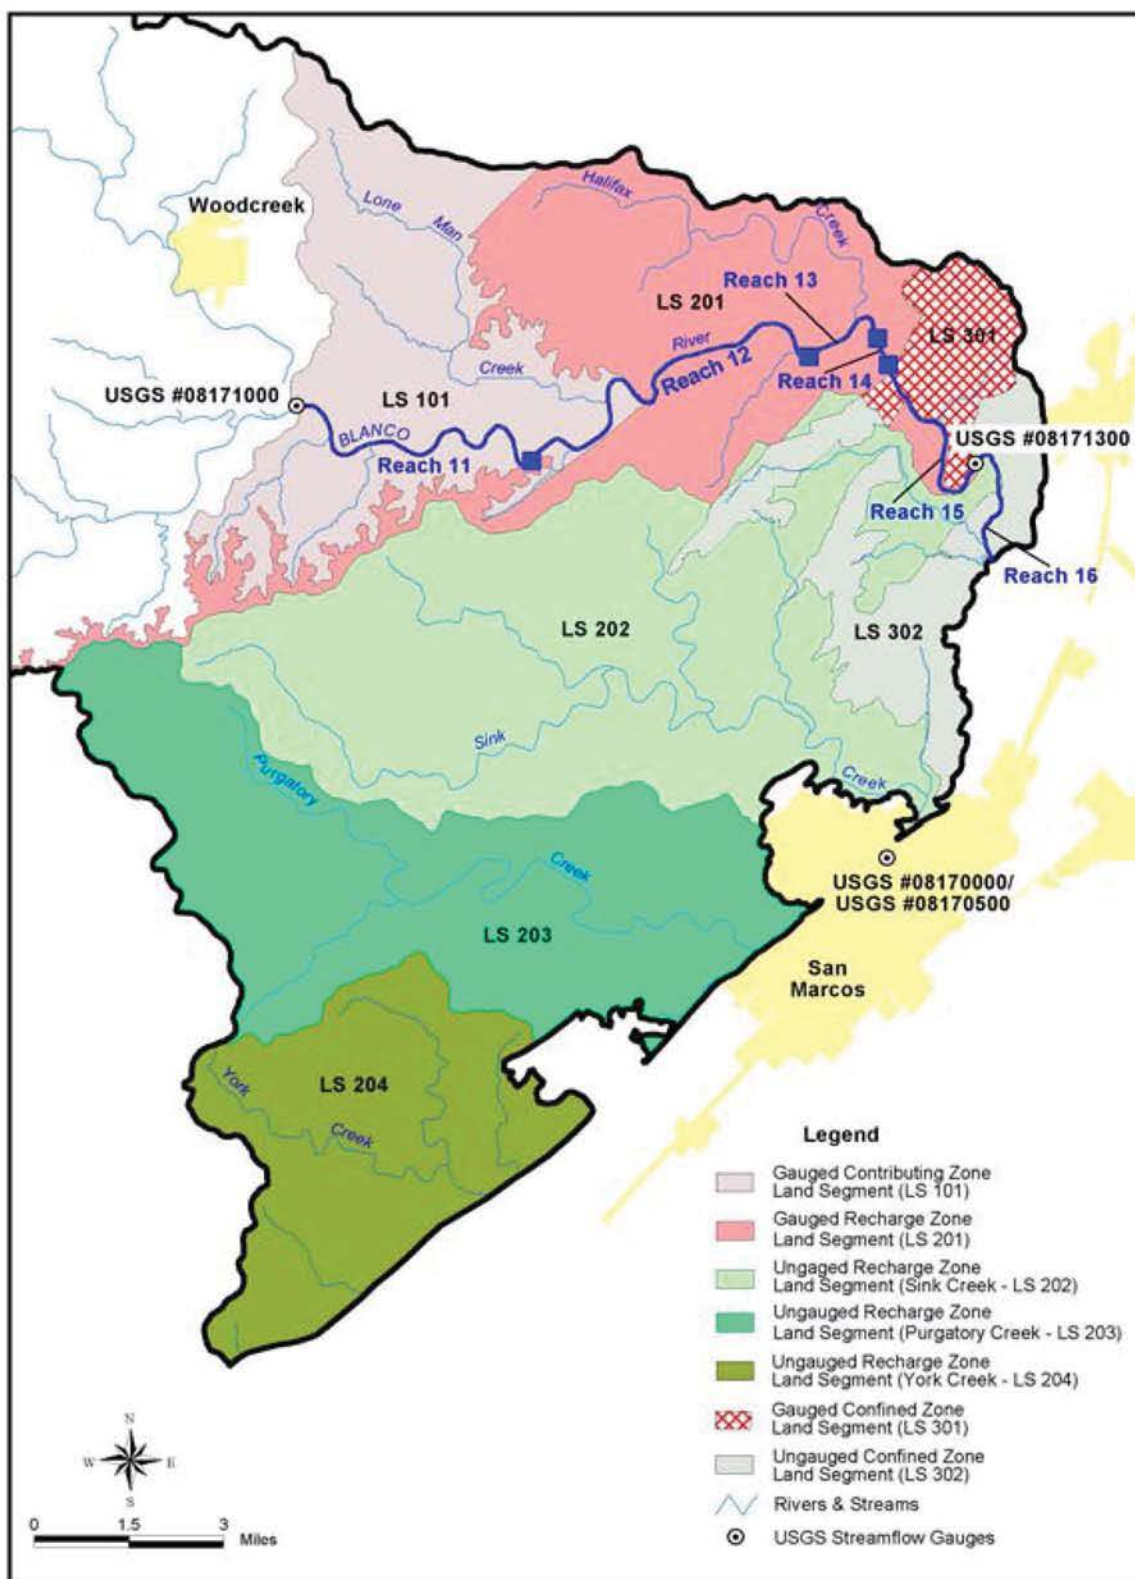 Woodcreek
Lone
Man
Creek
Halifax
Creek
Reach 13
LS 201
LS 301
River
Reach 12
Reach 14
USGS #08171000
LS 101
BLANCO
Reach 11
USGS #08171300
Reach 15
Reach 16
LS 202
LS 302
Sink
Creek
Purgatory
Creek
USGS #08170000/
USGS #08170500
LS 203
San
Marcos
LS 204
York
Creek
Legend
Gauged Contributing Zone
Land Segment (LS 101)
Gauged Recharge Zone
Land Segment (LS 201)
Ungaged Recharge Zone
Land Segment (Sink Creek - LS 202)
Ungauged Recharge Zone
Land Segment (Purgatory Creek - LS 203)
Ungauged Recharge Zone
Land Segment (York Creek - LS 204)
Gauged Confined Zone
Land Segment (LS 301)
Ungauged Confined Zone
Land Segment (LS 302)
Rivers & Streams
USGS Streamflow Gauges
N
W E
S
0 1.5 3
Miles